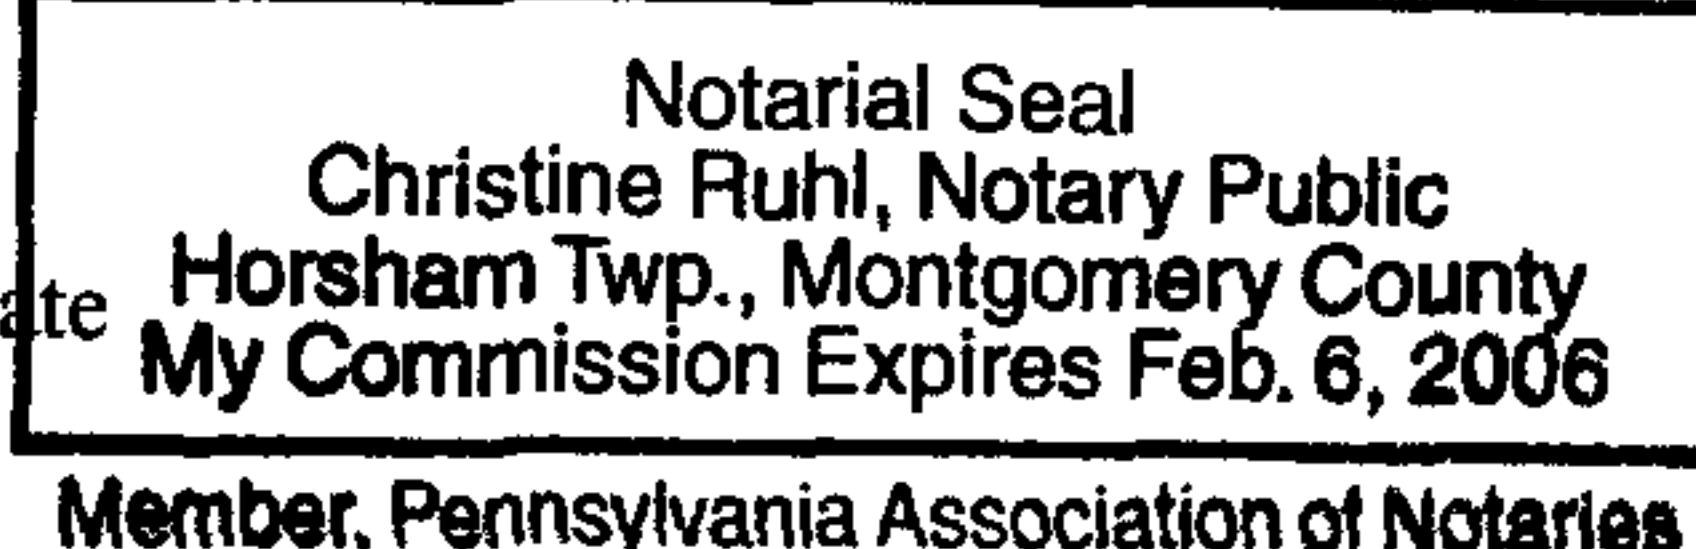 Notarial Seal
Christine Ruhl, Notary Public
Horsham Twp., Montgomery County
ate
My Commission Expires Feb. 6, 2006
Member, Pennsylvania Association of Notaries